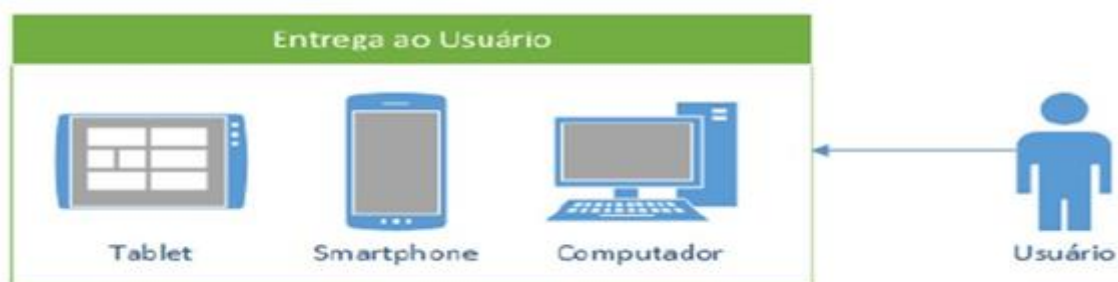 Entrega ao Usuário
Tablet
Smartphone
Computador
Usuário